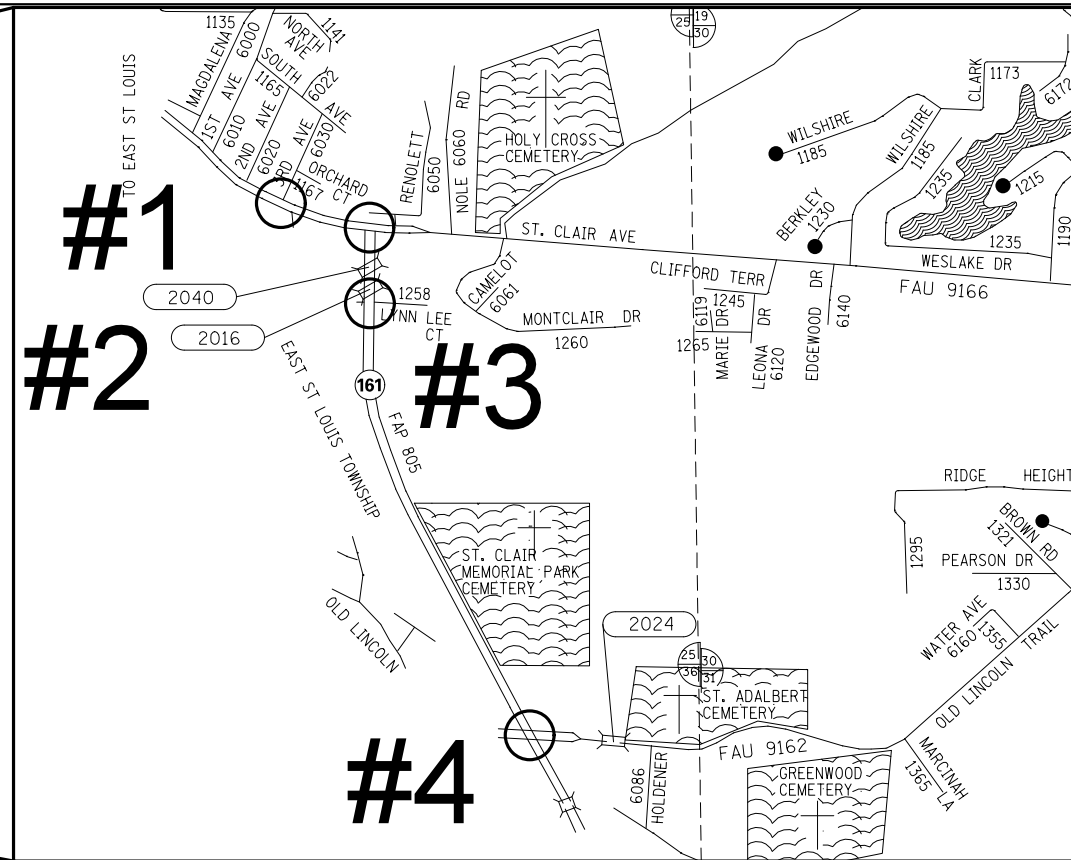 1135
MAGDALENA
6000
NORTH
AVE
1141
SOUTH
AVE
6022
1165
1ST AVE
6010
2ND AVE
6020
3RD AVE
6030
1167
ORCHARD
CT
TO EAST ST LOUIS
RENOLETT
6050
NOLE 6060 RD
HOLY CROSS
CEMETERY
25 19
30
WILSHIRE
1185
WILSHIRE
1185
CLARK
1173
6172
1235
1215
1190
BERKLEY
1230
1235
WESLAKE DR
#1
ST. CLAIR AVE
FAU 9166
CAMELOT
6061
CLIFFORD TERR
1245
6119
MARIE DR
1265
LEONA DR
6120
EDGEWOOD DR
6140
MONTCLAIR DR
1260
2040
2016
1258
LYNN LEE
CT
#2
#3
161
FAP 805
EAST ST LOUIS TOWNSHIP
ST. CLAIR
MEMORIAL PARK
CEMETERY
OLD LINCOLN
RIDGE HEIGHT
1295
BROWN RD
1321
PEARSON DR
1330
WATER AVE
6160
1355
OLD LINCOLN TRAIL
2024
25 30
36 31
ST. ADALBERT
CEMETERY
FAU 9162
#4
6086
HOLDENER
GREENWOOD
CEMETERY
MARCINAH LA
1365